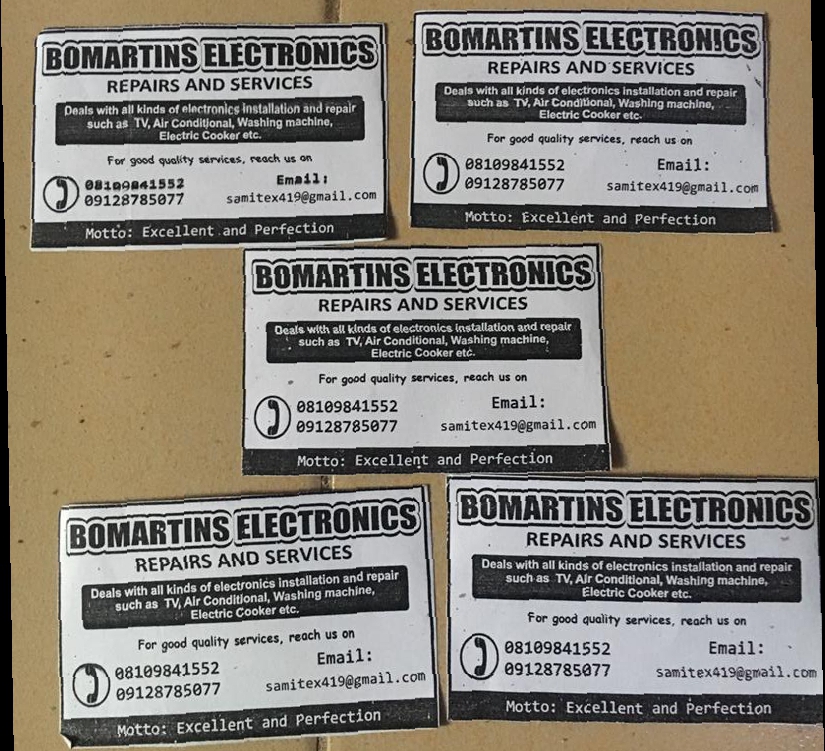 BOMARTINS ELECTRONICS
REPAIRS AND SERVICES
Deals with all kinds of electronics installation and repair
such as TV, Air Conditional, Washing machine,
Electric Cooker etc.
For good quality services, reach us on
08109841552
09128785077
Email:
samitex419@gmail.com
Motto: Excellent and Perfection
BOMARTINS ELECTRONICS
REPAIRS AND SERVICES
Deals with all kinds of electronics installation and repair
such as TV, Air Conditional, Washing machine,
Electric Cooker etc.
For good quality services, reach us on
08109841552
09128785077
Email:
samitex419@gmail.com
Motto: Excellent and Perfection
BOMARTINS ELECTRONICS
REPAIRS AND SERVICES
Deals with all kinds of electronics installation and repair
such as TV, Air Conditional, Washing machine,
Electric Cooker etc.
For good quality services, reach us on
08109841552
09128785077
Email:
samitex419@gmail.com
Motto: Excellent and Perfection
BOMARTINS ELECTRONICS
REPAIRS AND SERVICES
Deals with all kinds of electronics installation and repair
such as TV, Air Conditional, Washing machine,
Electric Cooker etc.
For good quality services, reach us on
08109841552
09128785077
Email:
samitex419@gmail.com
Motto: Excellent and Perfection
BOMARTINS ELECTRONICS
REPAIRS AND SERVICES
Deals with all kinds of electronics installation and repair
such as TV, Air Conditional, Washing machine,
Electric Cooker etc.
For good quality services, reach us on
08109841552
09128785077
Email:
samitex419@gmail.com
Motto: Excellent and Perfection